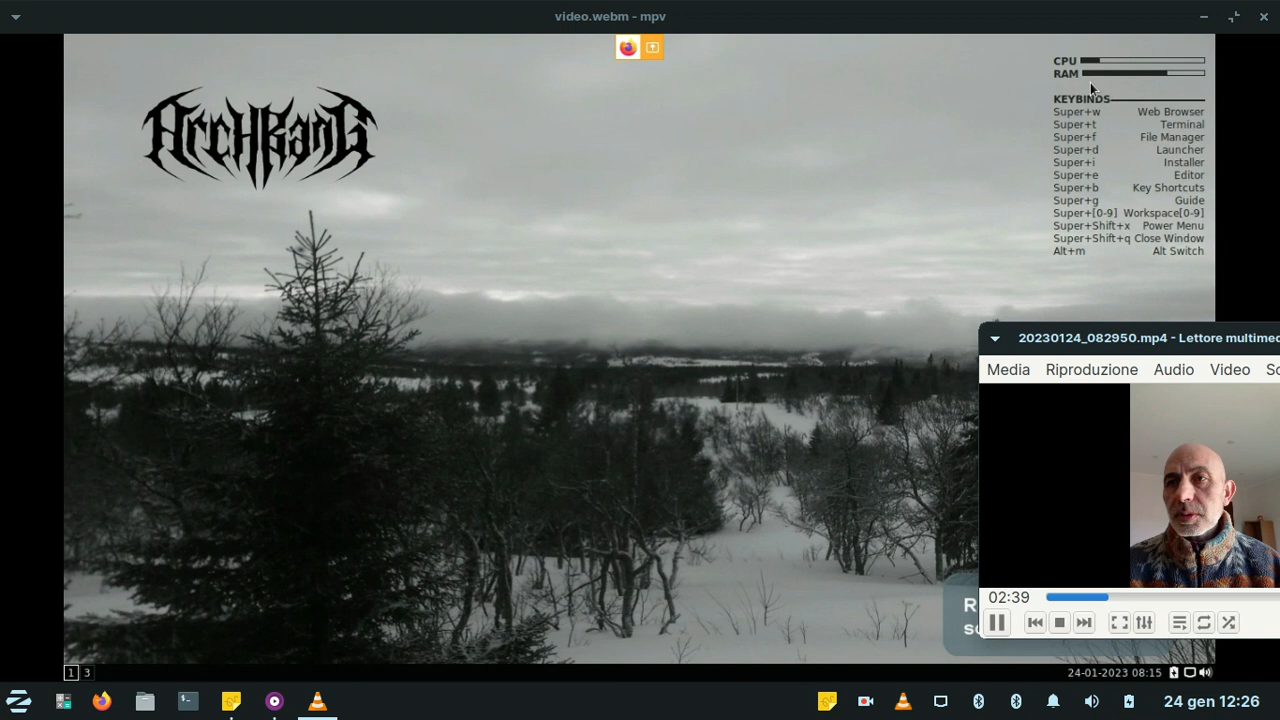 video.webm - mpv
ArchBang
CPU
RAM
KEYBINDS
Super+w Web Browser
Super+t Terminal
Super+f File Manager
Super+d Launcher
Super+i Installer
Super+e Editor
Super+b Key Shortcuts
Super+g Guide
Super+[0-9] Workspace[0-9]
Super+Shift+x Power Menu
Super+Shift+q Close Window
Alt+m Alt Switch
20230124_082950.mp4 - Lettore multimed
Media Riproduzione Audio Video
02:39
1 3
24-01-2023 08:15
24 gen 12:26